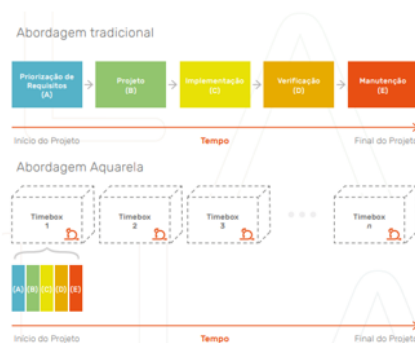 Abordagem tradicional
Priorização de
Requisitos
(A)
Projeto
(B)
Implementação
(C)
Verificação
(D)
Manutenção
(E)
Início do Projeto
Tempo
Final do Projeto
Abordagem Aquarela
Timebox
1
Timebox
2
Timebox
3
...
Timebox
n
(A) (B) (C) (D) (E)
Início do Projeto
Tempo
Final do Projeto